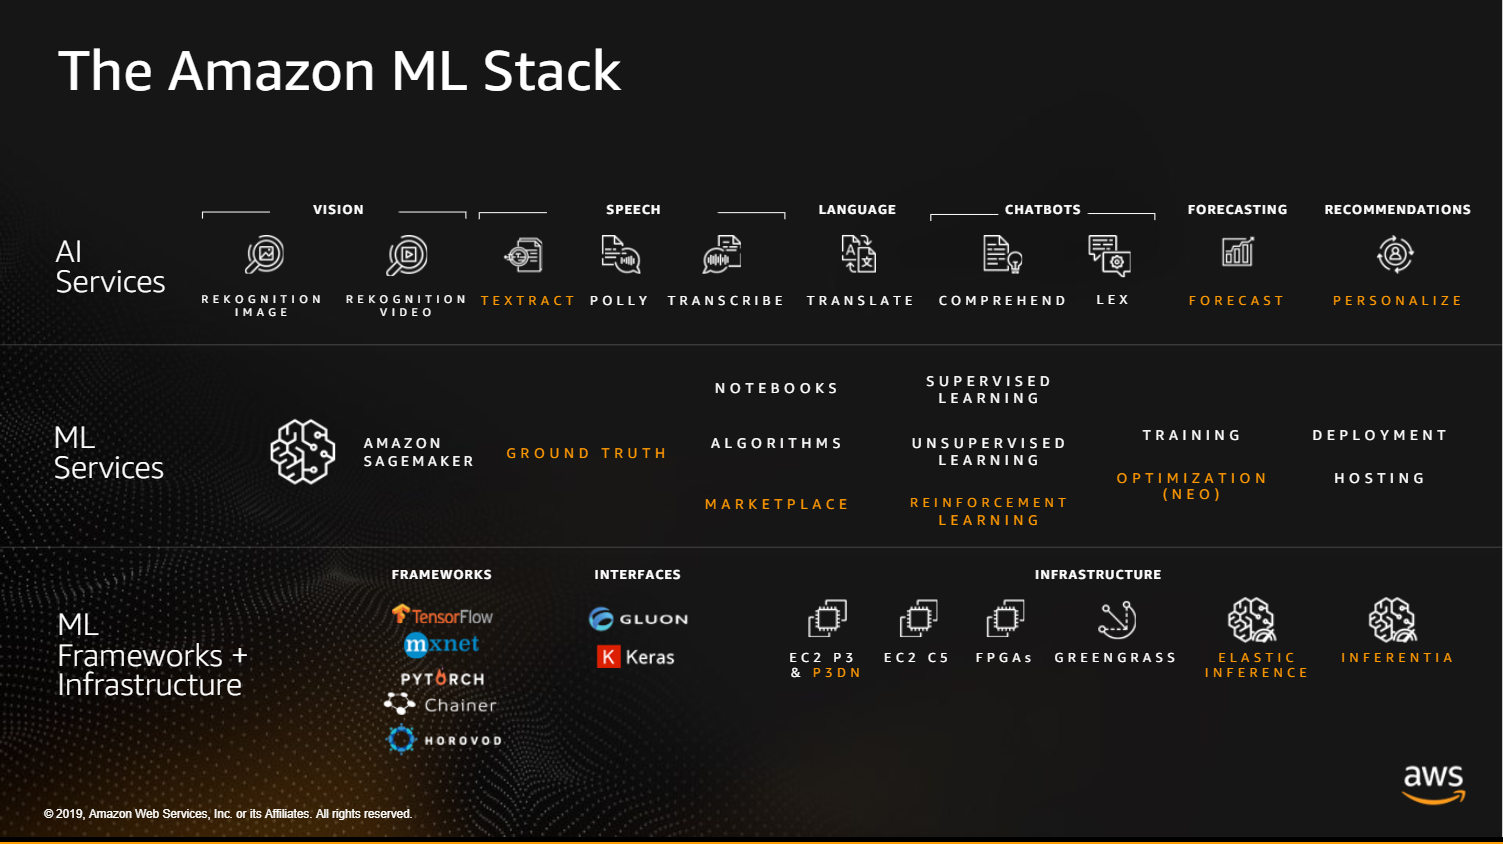 The Amazon ML Stack
VISION
SPEECH
LANGUAGE
CHATBOTS
FORECASTING
RECOMMENDATIONS
AI
Services
REKOGNITION
IMAGE
REKOGNITION
VIDEO
TEXTRACT
POLLY
TRANSCRIBE
TRANSLATE
COMPREHEND
LEX
FORECAST
PERSONALIZE
ML
Services
AMAZON
SAGEMAKER
GROUND TRUTH
NOTEBOOKS
ALGORITHMS
MARKETPLACE
SUPERVISED
LEARNING
UNSUPERVISED
LEARNING
REINFORCEMENT
LEARNING
TRAINING
OPTIMIZATION
(NEO)
DEPLOYMENT
HOSTING
ML
Frameworks +
Infrastructure
FRAMEWORKS
TensorFlow
mxnet
PYTORCH
Chainer
HOROVOD
INTERFACES
GLUON
K Keras
INFRASTRUCTURE
EC2 P3
& P3DN
EC2 C5
FPGAs
GREENGRASS
ELASTIC
INFERENCE
INFERENTIA
aws
© 2019, Amazon Web Services, Inc. or its Affiliates. All rights reserved.